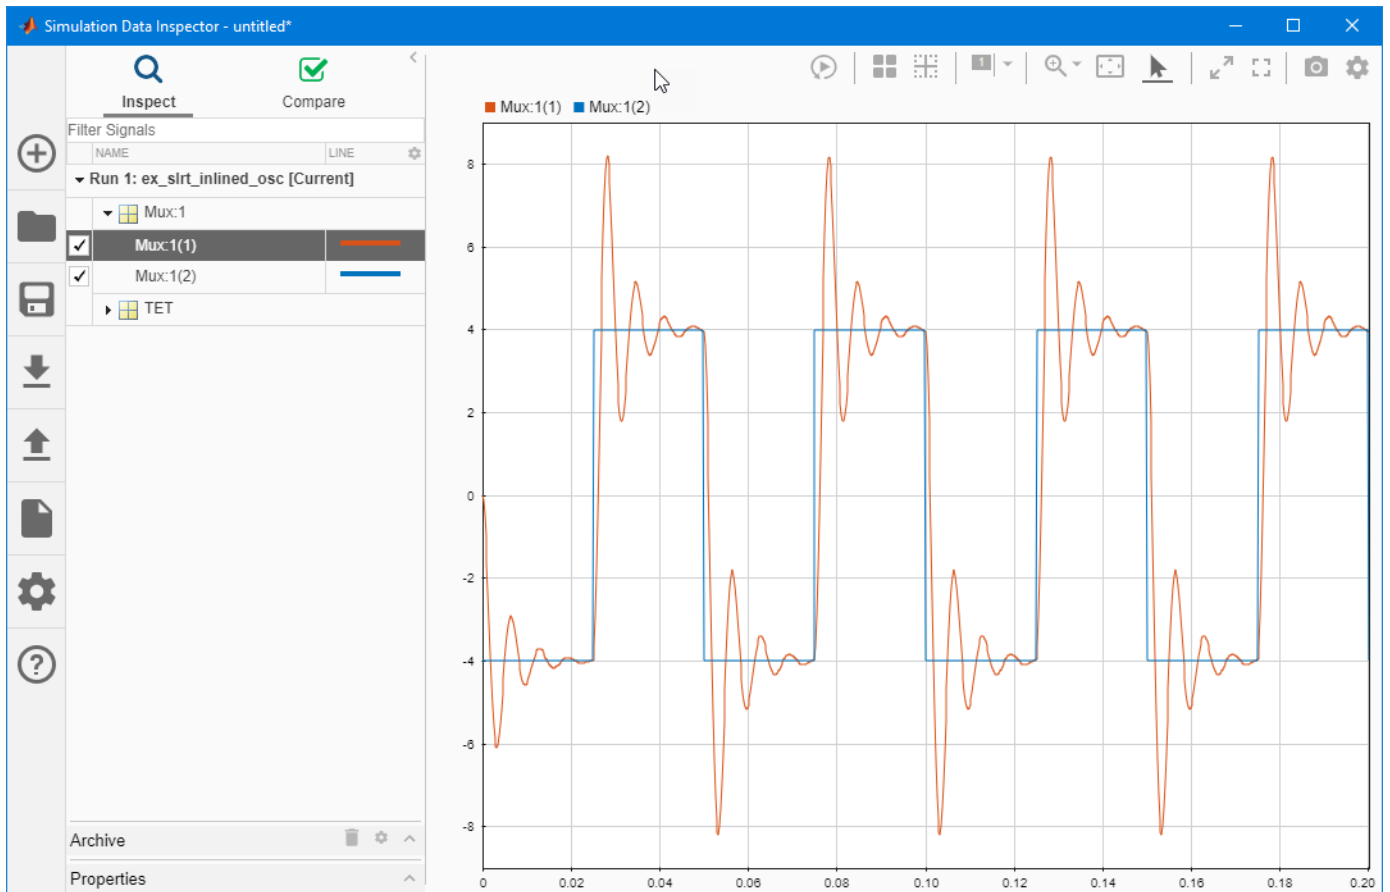 Simulation Data Inspector - untitled*
Inspect
Compare
Filter Signals
NAME
LINE
Run 1: ex_slrt_inlined_osc [Current]
Mux:1
Mux:1(1)
Mux:1(2)
TET
Archive
Properties
1
Mux:1(1) Mux:1(2)
8
6
4
2
0
-2
-4
-6
-8
0 0.02 0.04 0.06 0.08 0.10 0.12 0.14 0.16 0.18 0.20